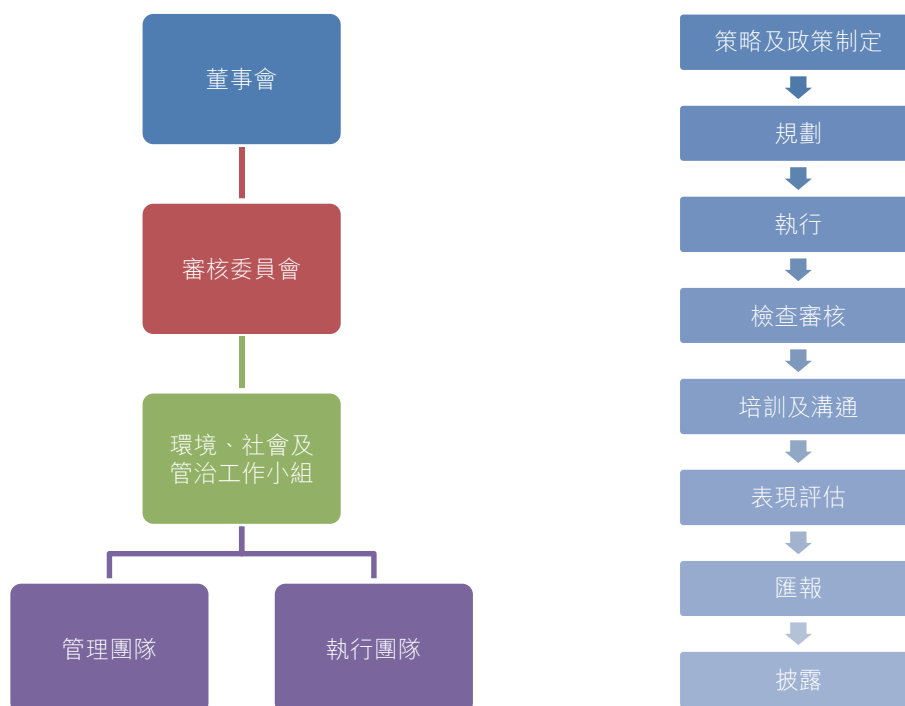 董事會
審核委員會
環境、社會及
管治工作小組
管理團隊
執行團隊
策略及政策制定
規劃
執行
檢查審核
培訓及溝通
表現評估
匯報
披露